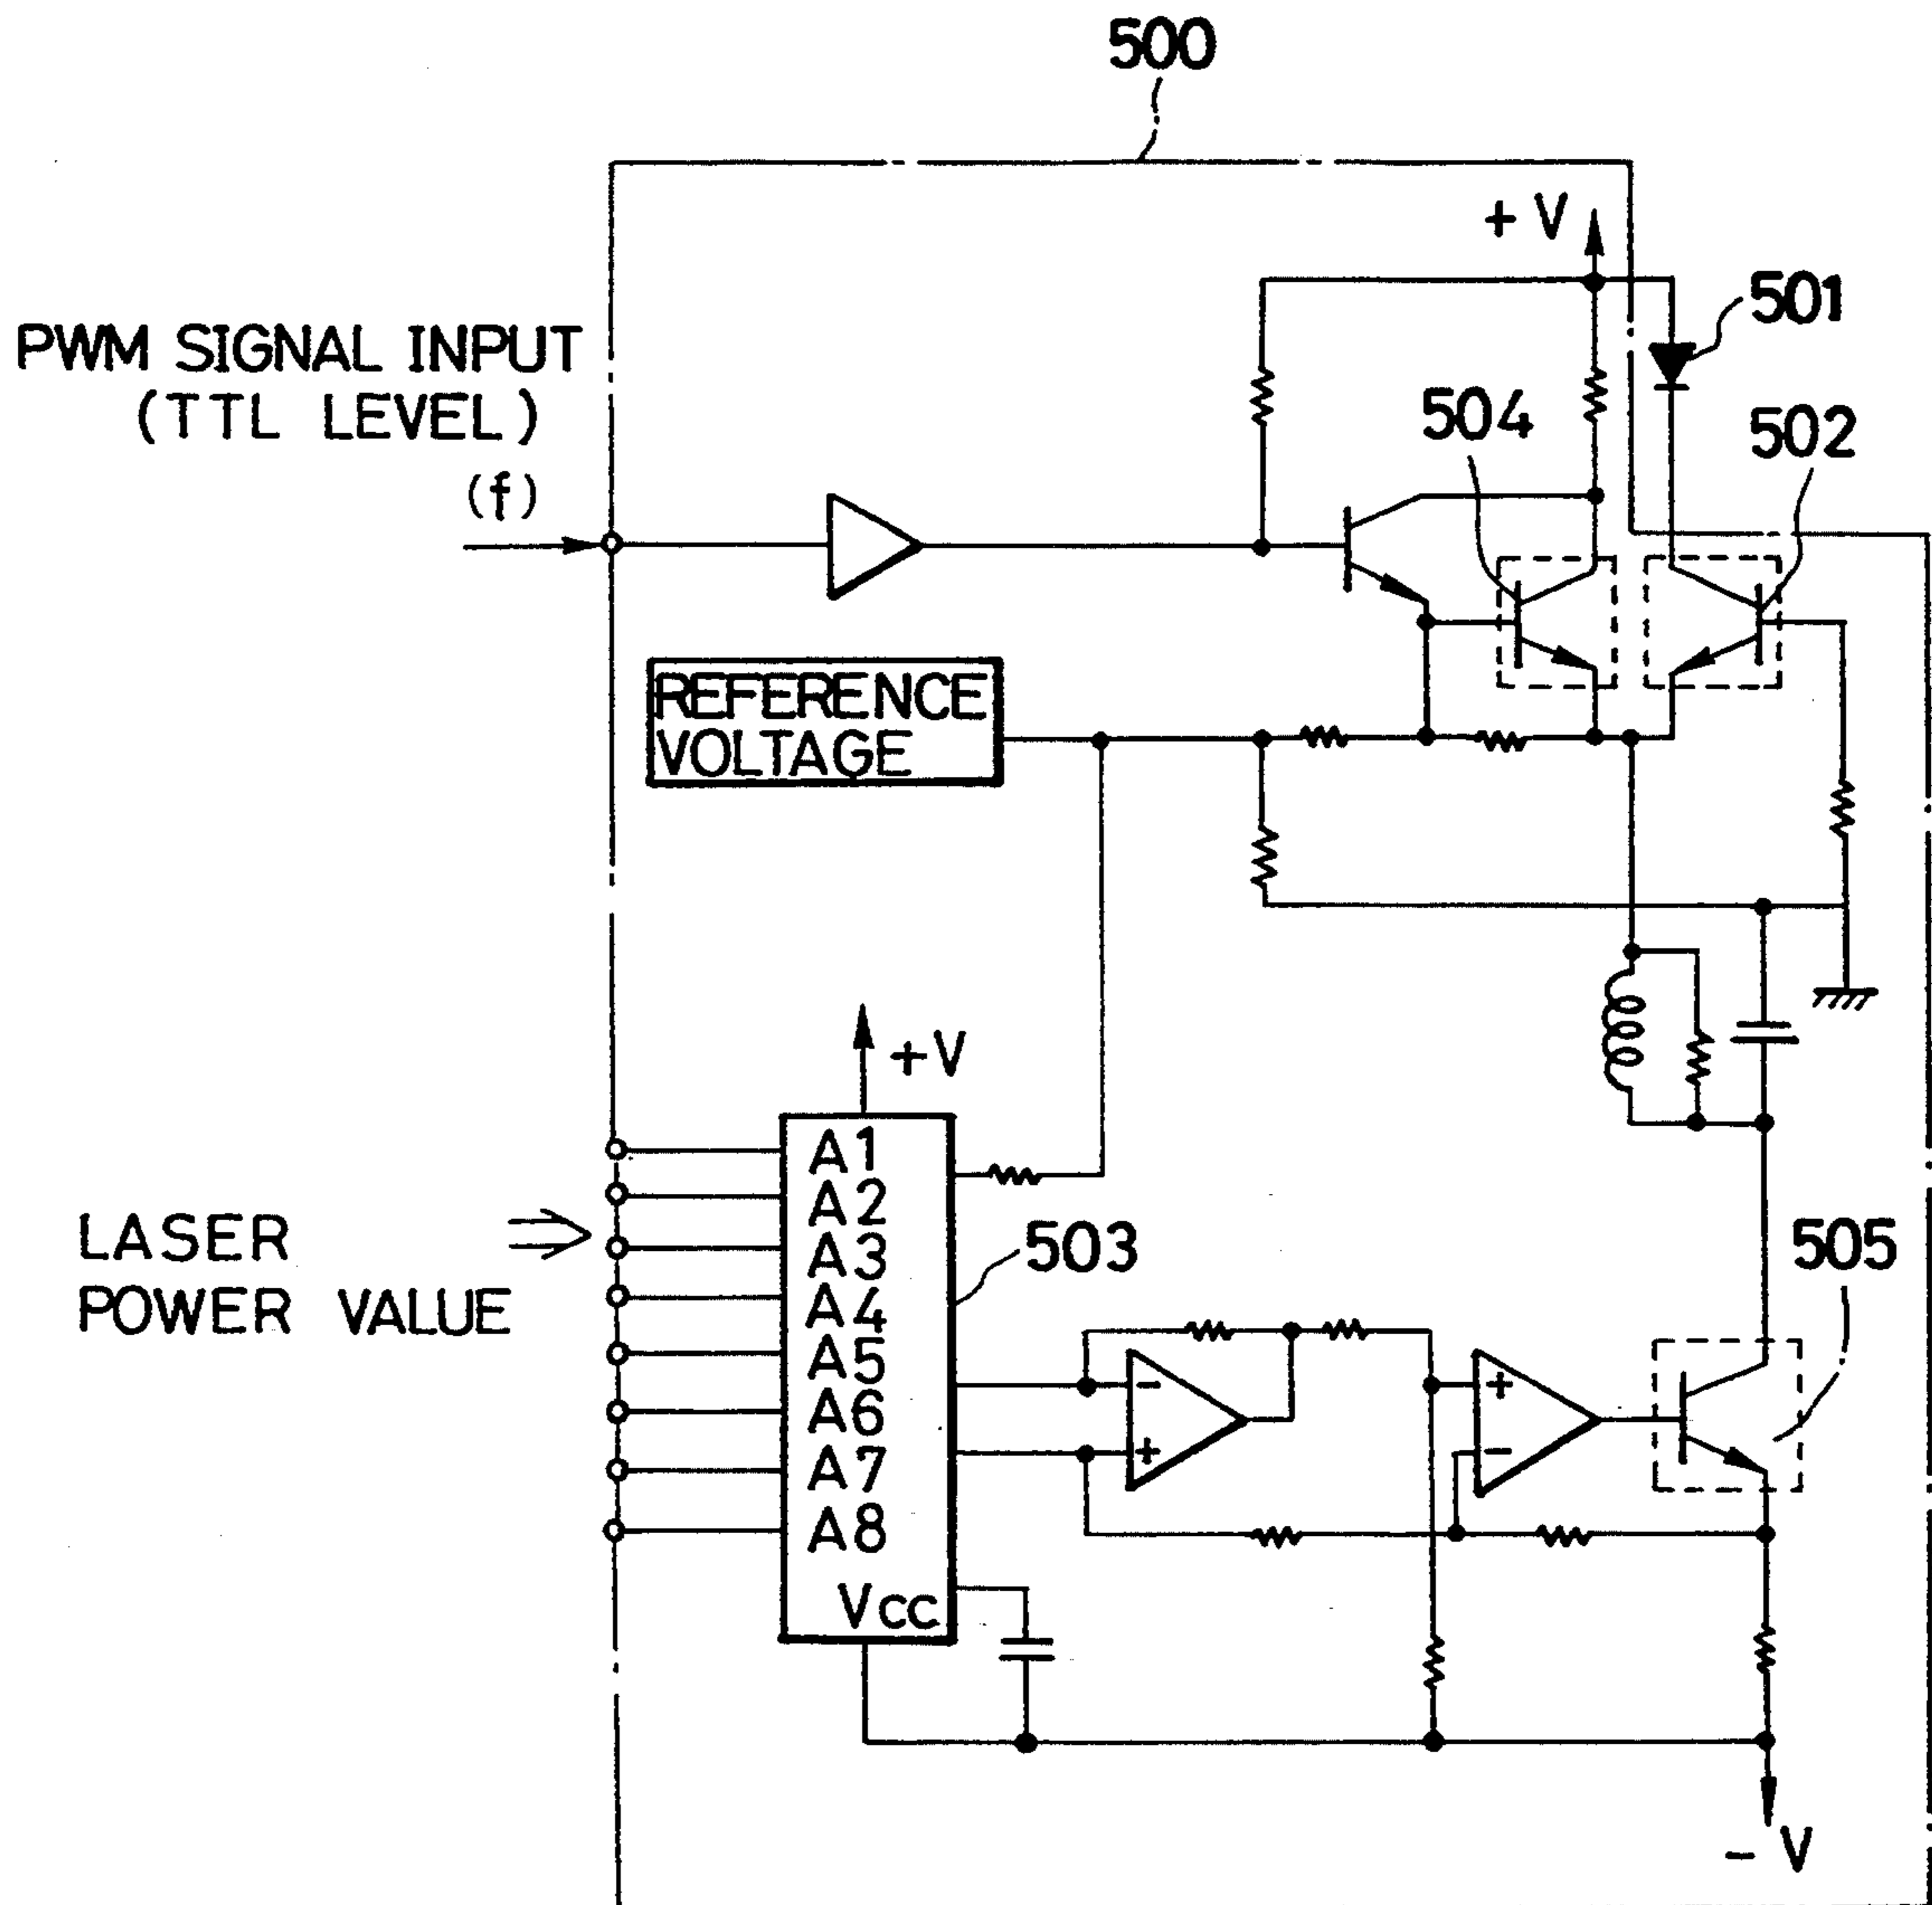 500
+V
501
PWM SIGNAL INPUT
(TTL LEVEL)
(f)
504
502
REFERENCE
VOLTAGE
+V
A1
A2
A3
A4
A5
A6
A7
A8
VCC
503
LASER
POWER VALUE
505
-
+
+
-
-V